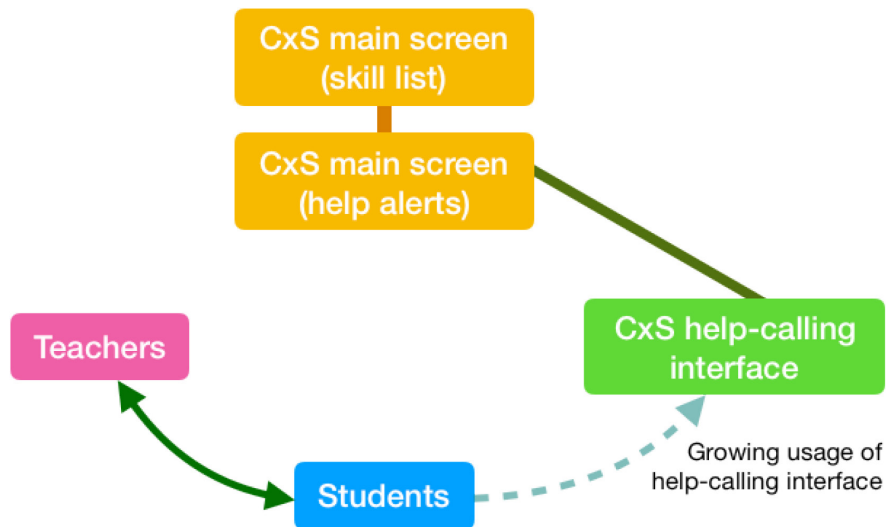 CxS main screen
(skill list)
CxS main screen
(help alerts)
CxS help-calling
interface
Teachers
Growing usage of
help-calling interface
Students